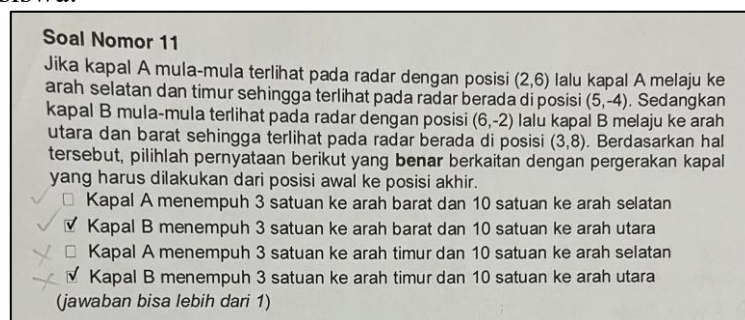 Soal Nomor 11
Jika kapal A mula-mula terlihat pada radar dengan posisi (2,6) lalu kapal A melaju ke
arah selatan dan timur sehingga terlihat pada radar berada di posisi (5,-4). Sedangkan
kapal B mula-mula terlihat pada radar dengan posisi (6,-2) lalu kapal B melaju ke arah
utara dan barat sehingga terlihat pada radar berada di posisi (3,8). Berdasarkan hal
tersebut, pilihlah pernyataan berikut yang benar berkaitan dengan pergerakan kapal
yang harus dilakukan dari posisi awal ke posisi akhir.
Kapal A menempuh 3 satuan ke arah barat dan 10 satuan ke arah selatan
Kapal B menempuh 3 satuan ke arah barat dan 10 satuan ke arah utara
Kapal A menempuh 3 satuan ke arah timur dan 10 satuan ke arah selatan
Kapal B menempuh 3 satuan ke arah timur dan 10 satuan ke arah utara
(jawaban bisa lebih dari 1)